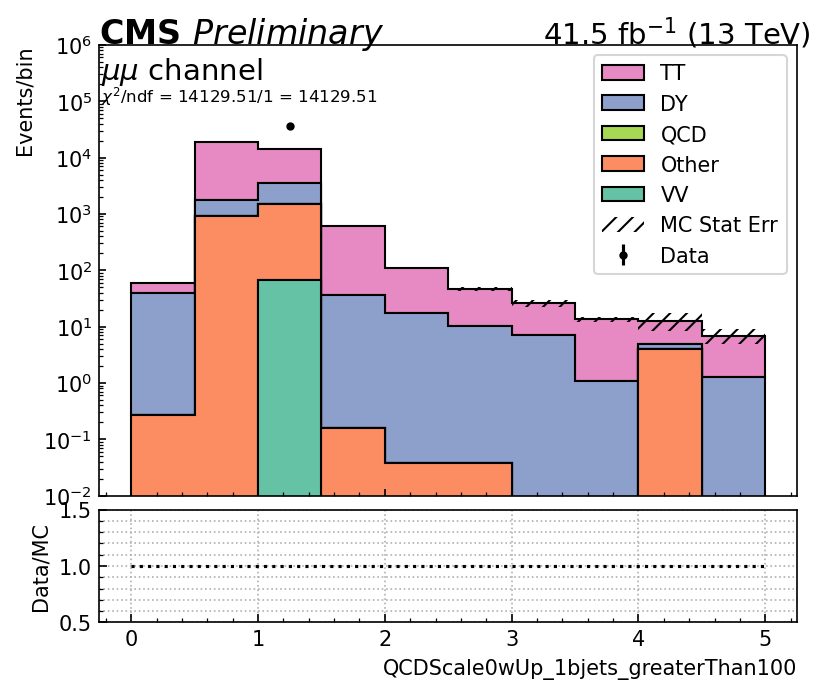 CMS Preliminary 41.5 fb⁻¹ (13 TeV)
μμ channel
χ²/ndf = 14129.51/1 = 14129.51
Events/bin
10⁶
10⁵
10⁴
10³
10²
10¹
10⁰
10⁻¹
10⁻²
TT
DY
QCD
Other
VV
MC Stat Err
Data
Data/MC
1.5
1.0
0.5
0 1 2 3 4 5
QCDScale0wUp_1bjets_greaterThan100